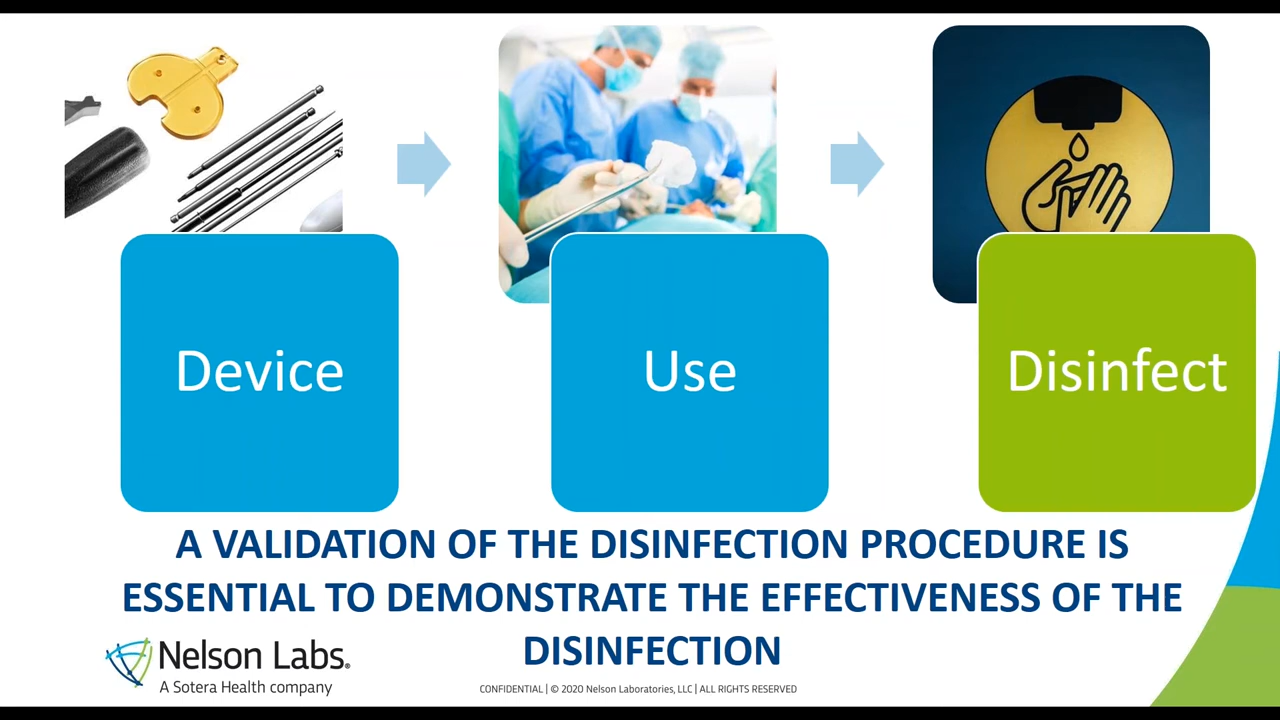 Device
Use
Disinfect
A VALIDATION OF THE DISINFECTION PROCEDURE IS
ESSENTIAL TO DEMONSTRATE THE EFFECTIVENESS OF THE
DISINFECTION
Nelson Labs®
A Sotera Health company
CONFIDENTIAL | © 2020 Nelson Laboratories, LLC | ALL RIGHTS RESERVED